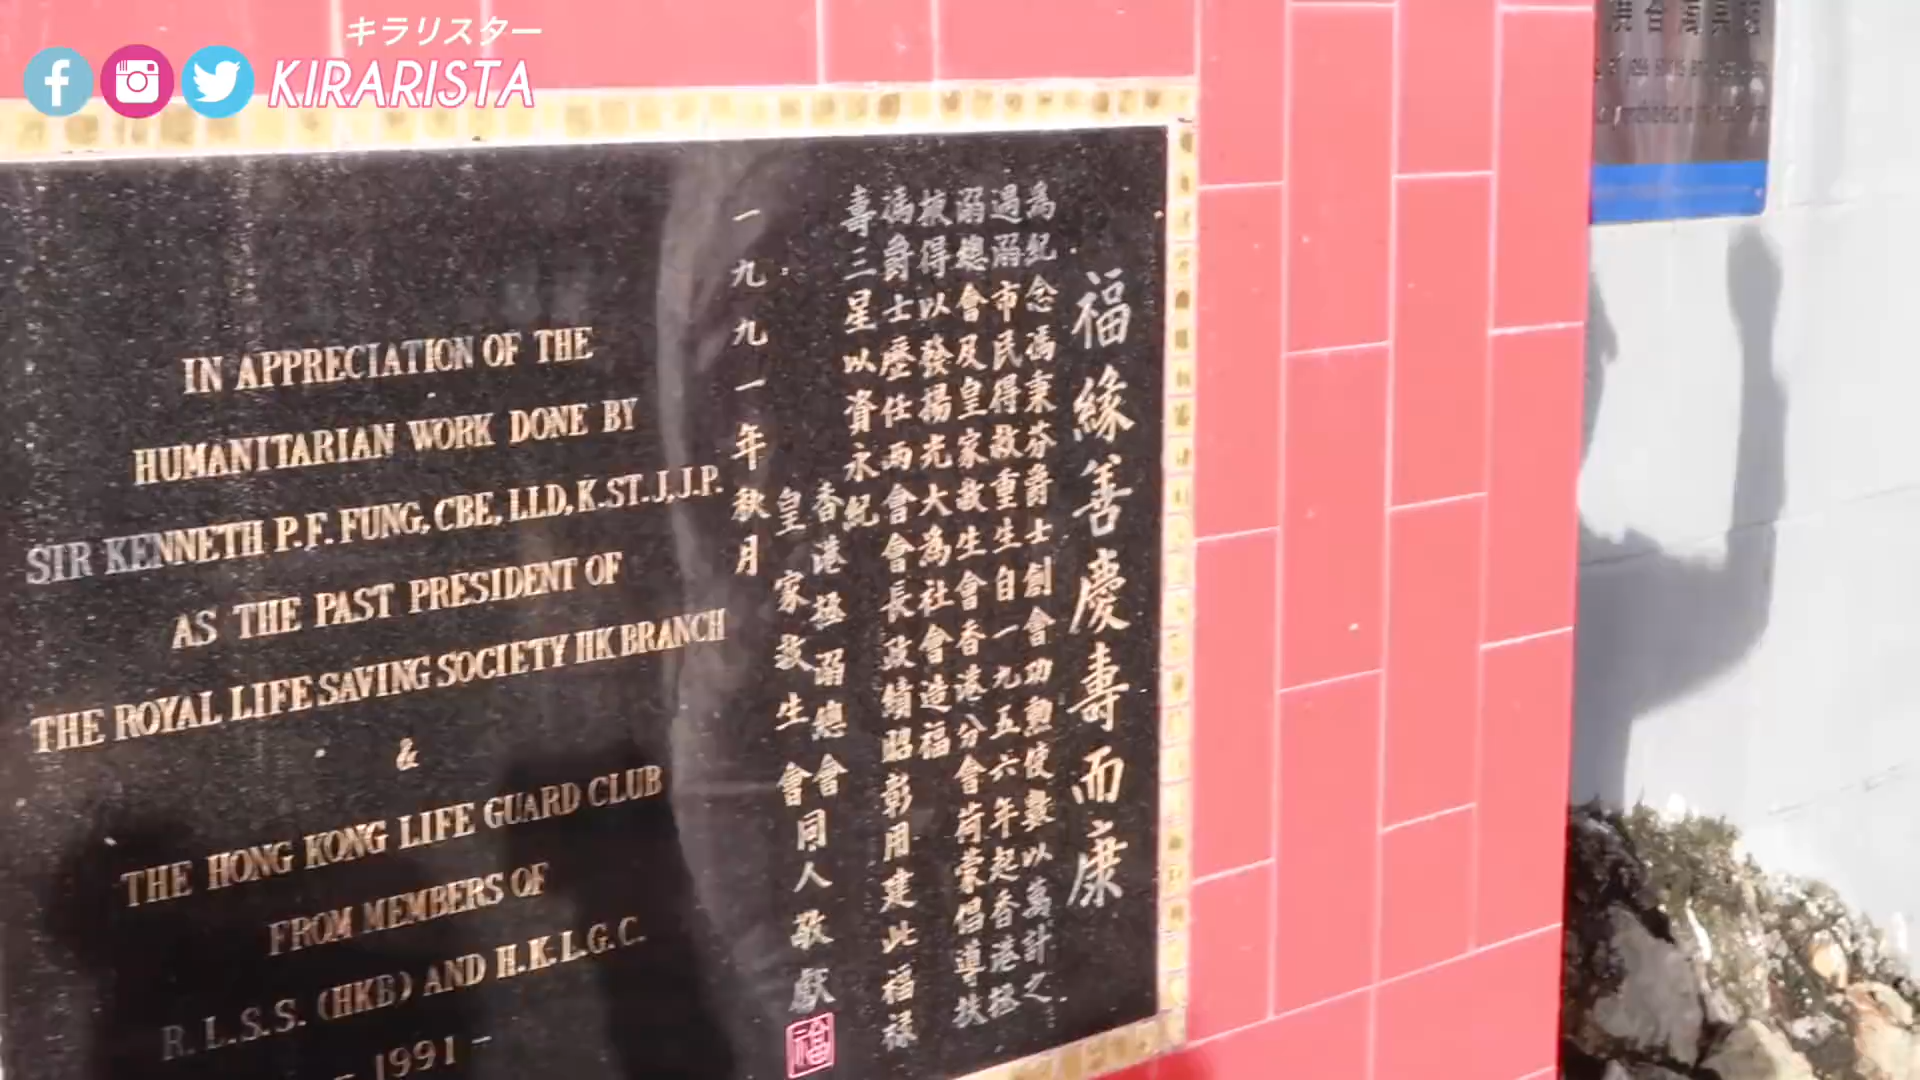 キラリスター
KIRARISTA
IN APPRECIATION OF THE
HUMANITARIAN WORK DONE BY
SIR KENNETH P.F. FUNG, CBE, LLD, K.ST.J, J.P.
AS THE PAST PRESIDENT OF
THE ROYAL LIFE SAVING SOCIETY HK BRANCH
&
THE HONG KONG LIFE GUARD CLUB
FROM MEMBERS OF
R.L.S.S. (HKB) AND H.K.L.G.C.
- 1991 -
福緣善慶壽而康
為紀念馮秉芬爵士創會功勳使數以萬計之
遇溺市民得救重生自一九五六年起香港拯
溺總會及皇家救生會香港分會荷蒙倡導扶
掖得以發揚光大為社會造福
馮爵士歷任兩會會長政績昭彰用建此福祿
壽三星以資永紀
香港拯溺總會
皇家救生會
同人敬獻
福
一九九一年秋月